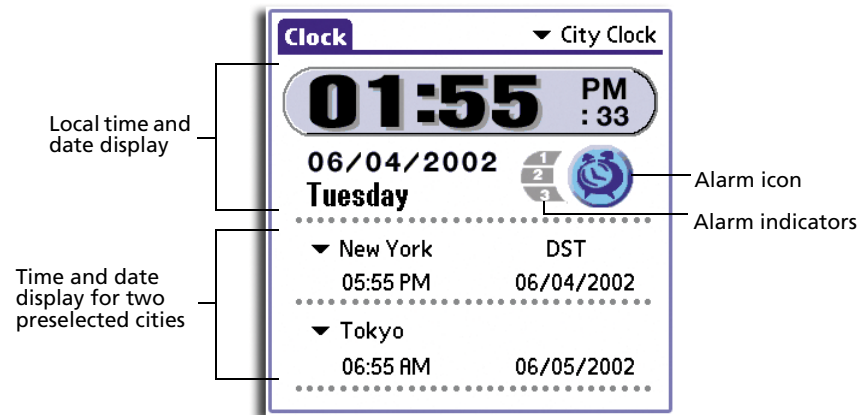 Clock
City Clock
01:55 PM :33
Local time and
date display
06/04/2002
1
2
3
Tuesday
Alarm icon
Alarm indicators
New York DST
05:55 PM 06/04/2002
Time and date
display for two
preselected cities
Tokyo
06:55 AM 06/05/2002